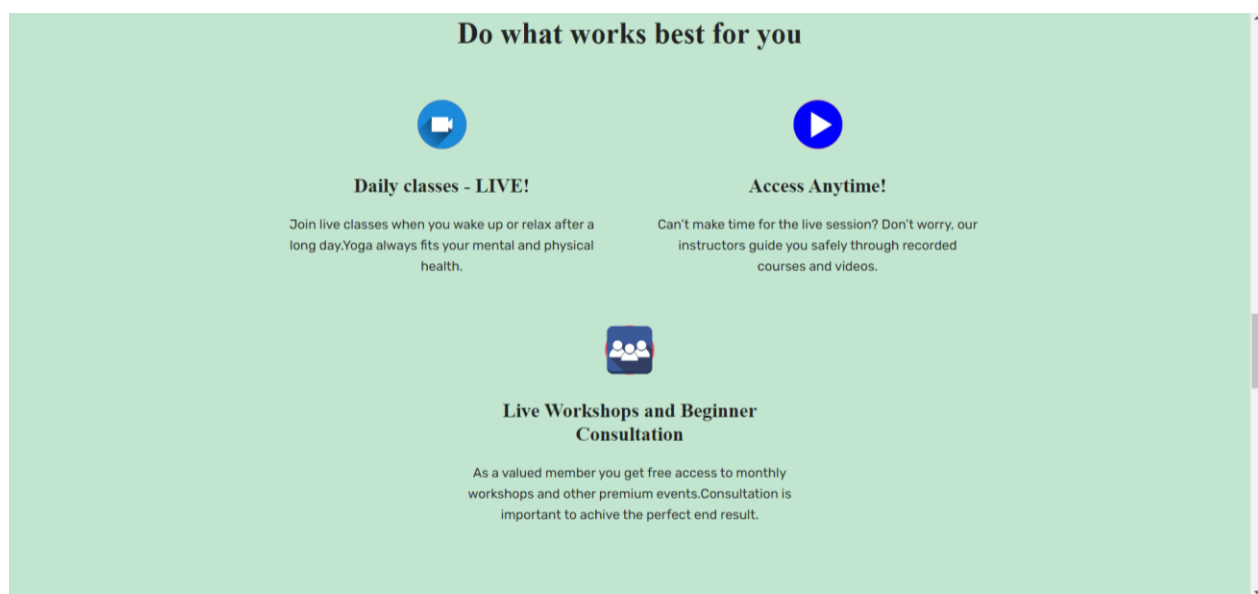 Do what works best for you
Daily classes - LIVE!
Join live classes when you wake up or relax after a
long day.Yoga always fits your mental and physical
health.
Access Anytime!
Can't make time for the live session? Don't worry, our
instructors guide you safely through recorded
courses and videos.
Live Workshops and Beginner
Consultation
As a valued member you get free access to monthly
workshops and other premium events.Consultation is
important to achive the perfect end result.